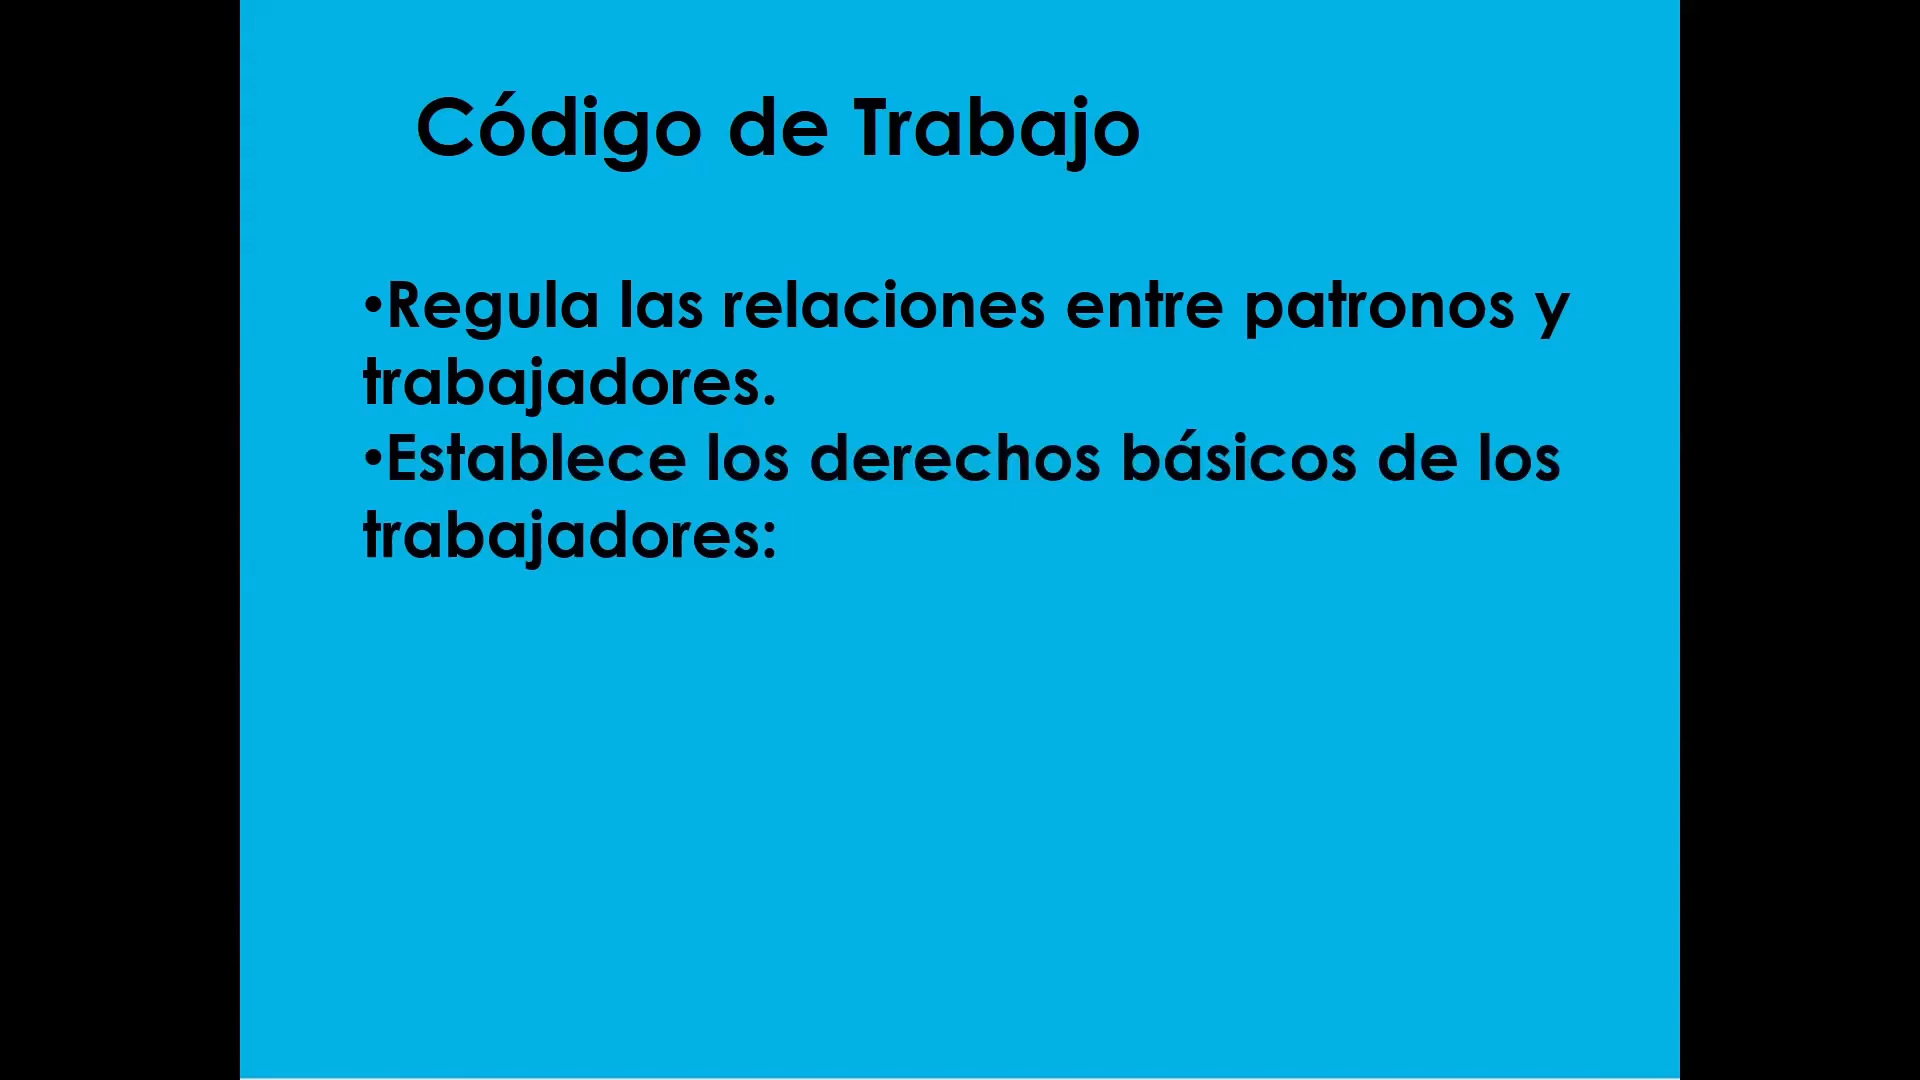 Código de Trabajo
•Regula las relaciones entre patronos y
trabajadores.
•Establece los derechos básicos de los
trabajadores: